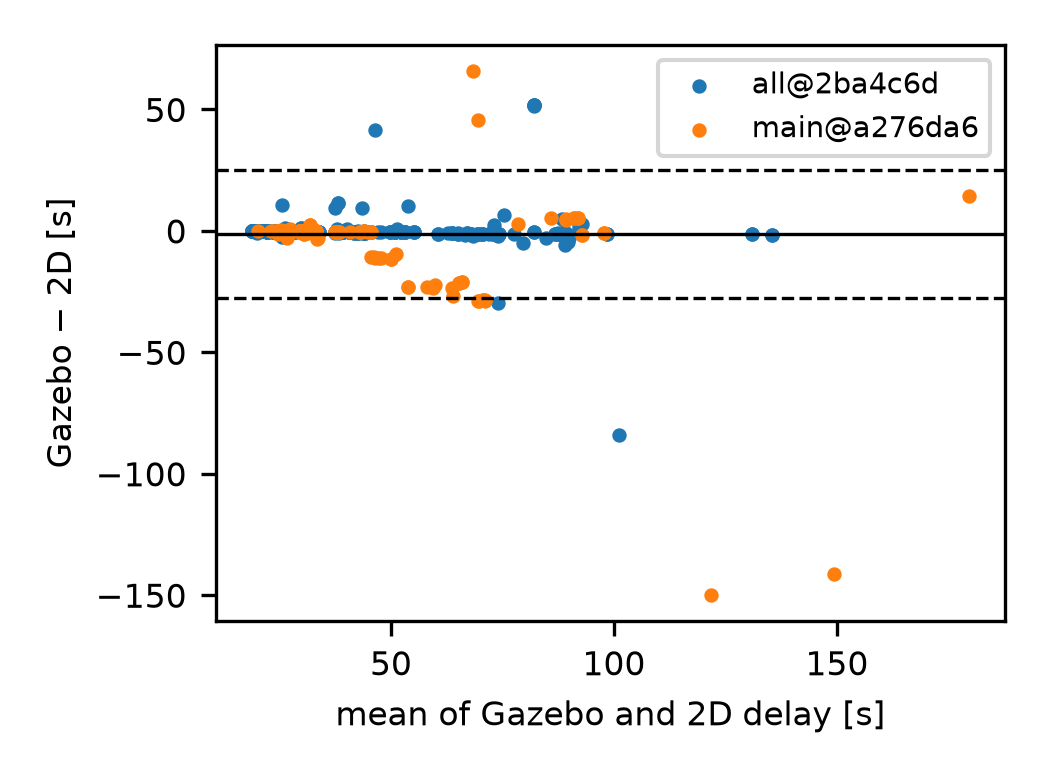 all@2ba4c6d
main@a276da6
50
0
−50
−100
−150
Gazebo − 2D [s]
50 100 150
mean of Gazebo and 2D delay [s]